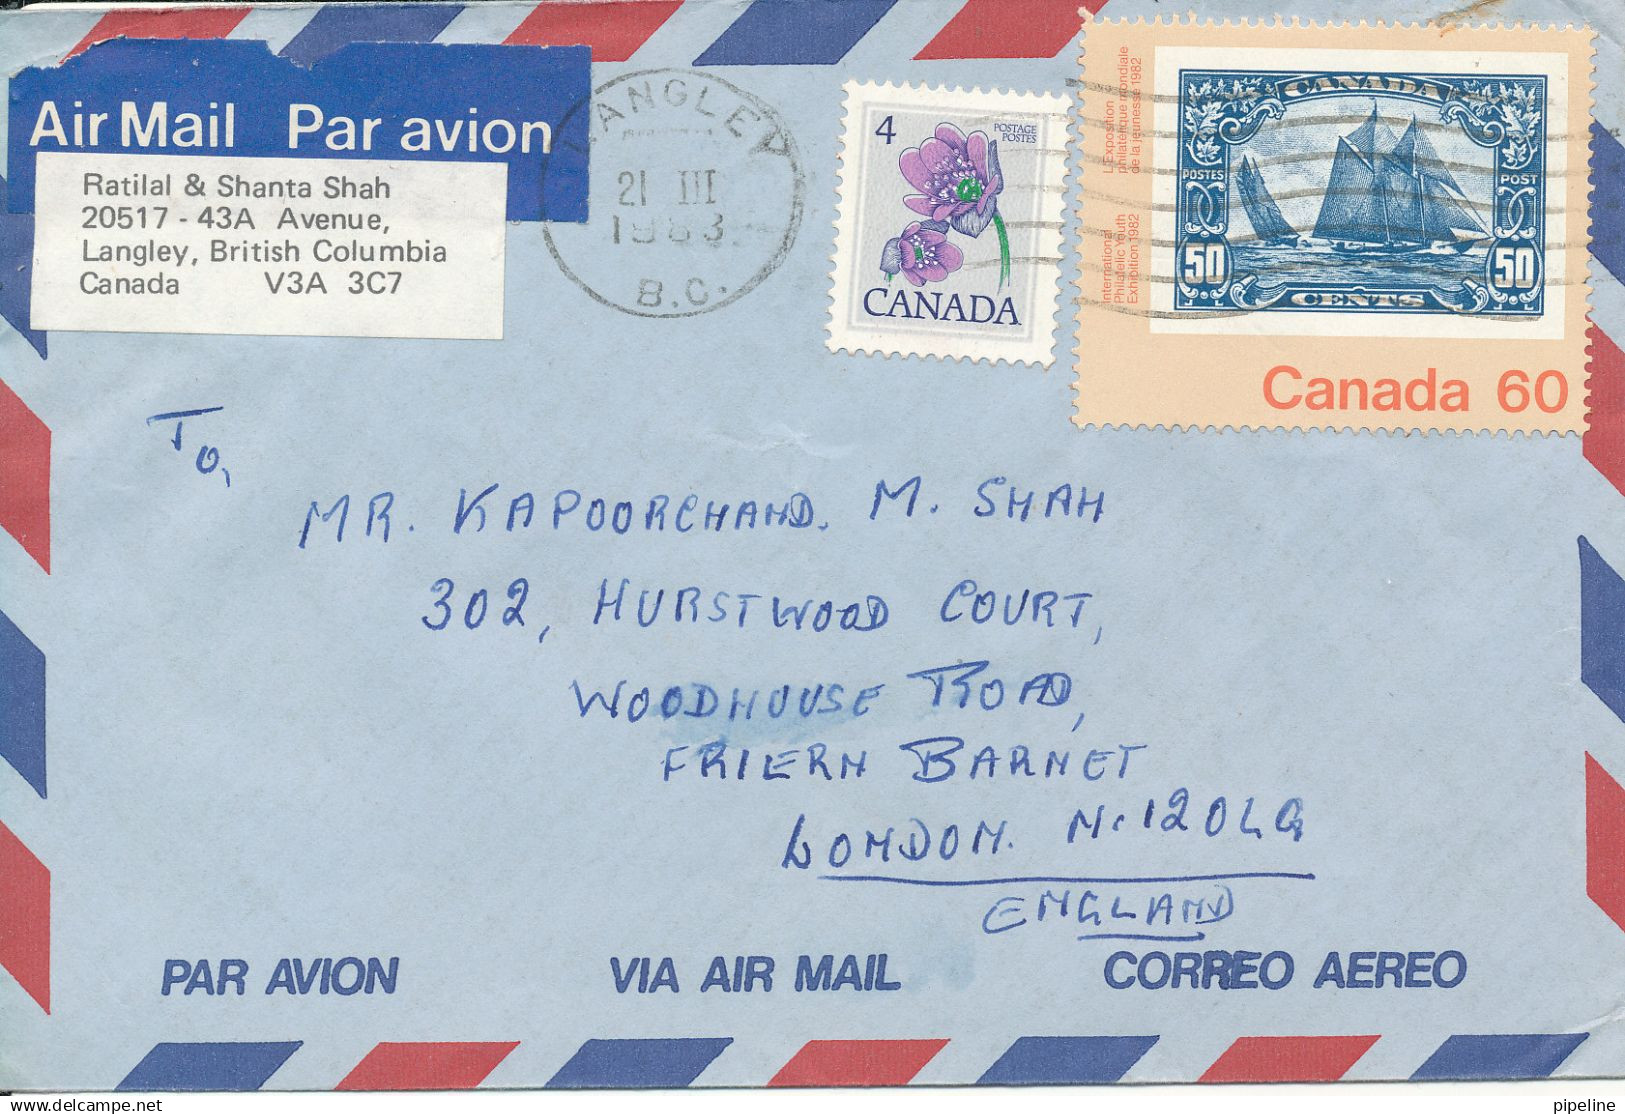 Air Mail Par avion
Ratilal & Shanta Shah
20517 - 43A Avenue,
Langley, British Columbia
Canada V3A 3C7
LANGLEY
21 III
1983
B.C.
4
POSTAGE
POSTES
CANADA
L'Exposition
philatélique mondiale
de la jeunesse 1982
International
Philatelic Youth
Exhibition 1982
CANADA
POSTES POST
50 50
CENTS
Canada 60
To,
MR. KAPOORCHAND. M. SHAH
302, HURSTWOOD COURT,
WOODHOUSE ROAD,
FRIERN BARNET
LONDON. N.120LG
ENGLAND
PAR AVION VIA AIR MAIL CORREO AEREO
www.delcampe.net pipeline